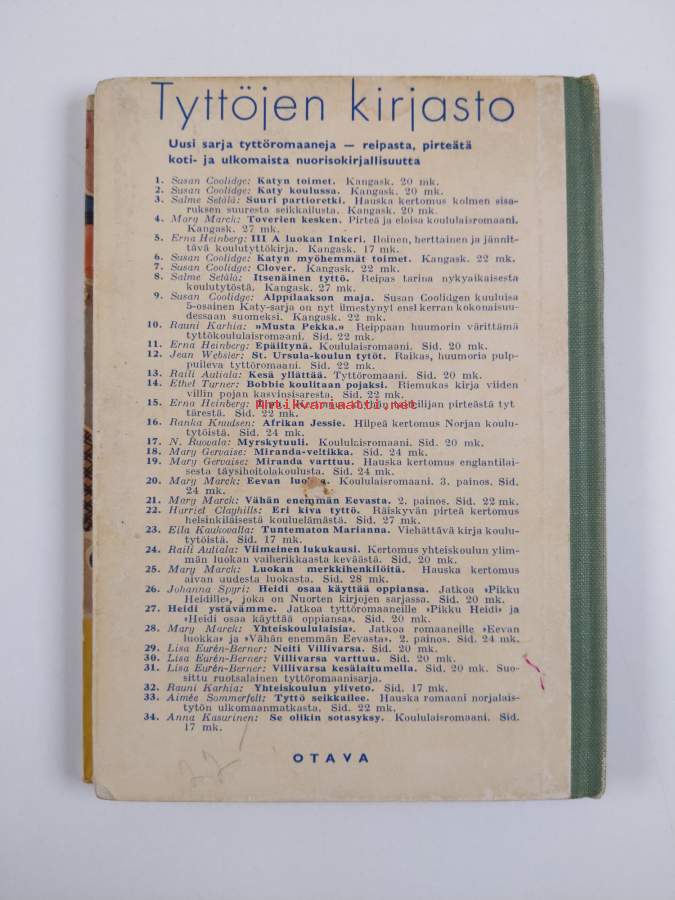 Tyttöjen kirjasto
Uusi sarja tyttöromaaneja — reipasta, pirteätä
koti- ja ulkomaista nuorisokirjallisuutta
1. Susan Coolidge: Katyn toimet. Kangask. 20 mk.
2. Susan Coolidge: Katy koulussa. Kangask. 20 mk.
3. Salme Setälä: Suuri partioretki. Hauska kertomus kolmen sisa-
ruksen suuresta seikkailusta. Kangask. 20 mk.
4. Mary Marck: Toverien kesken. Pirteä ja eloisa koululaisromaani.
Kangask. 27 mk.
5. Erna Heinberg: III A luokan Inkeri. Iloinen, herttainen ja jännit-
tävä koulutyttökirja. Kangask. 17 mk.
6. Susan Coolidge: Katyn myöhemmät toimet. Kangask. 22 mk.
7. Susan Coolidge: Clover. Kangask. 22 mk.
8. Salme Setälä: Itsenäinen tyttö. Reipas tarina nykyaikaisesta
koulutytöstä. Kangask. 27 mk.
9. Susan Coolidge: Alppilaakson maja. Susan Coolidgen kuuluisa
5-osainen Katy-sarja on nyt ilmestynyt ensi kerran kokonaisuu-
dessaan suomeksi. Kangask. 22 mk.
10. Rauni Karhia: »Musta Pekka.» Reippaan huumorin värittämä
tyttökoululaisromaani. Sid. 22 mk.
11. Erna Heinberg: Epäiltynä. Koululaisromaani. Sid. 20 mk.
12. Jean Webster: St. Ursula-koulun tytöt. Raikas, huumoria pulp-
puileva tyttöromaani. Sid. 22 mk.
13. Raili Autiala: Kesä yllättää. Tyttöromaani. Sid. 20 mk.
14. Ethel Turner: Bobbie koulitaan pojaksi. Riemukas kirja viiden
villin pojan kasvinsisaresta. Sid. 22 mk.
15. Erna Heinberg: pirteästä tyt
tärestä. Sid. 22 mk.
Antikvariaatti.net
16. Ranka Knudsen: Afrikan Jessie. Hilpeä kertomus Norjan koulu-
tytöistä. Sid. 24 mk.
17. N. Ruovala: Myrskytuuli. Koululaisromaani. Sid. 20 mk.
18. Mary Gervaise: Miranda-veitikka. Sid. 24 mk.
19. Mary Gervaise: Miranda varttuu. Hauska kertomus englantilai-
sesta täysihoitolakoulusta. Sid. 24 mk.
20. Mary Marck: Eevan Koululaisromaani. 3. painos. Sid.
24 mk.
21. Mary Marck: Vähän enemmän Eevasta. 2. painos. Sid. 22 mk.
22. Harriet Clayhills: Eri kiva tyttö. Räiskyvän pirteä kertomus
helsinkiläisestä kouluelämästä. Sid. 27 mk.
23. Eila Kaukovalla: Tuntematon Marianna. Viehättävä kirja koulu-
tytöistä. Sid. 17 mk.
24. Raili Autiala: Viimeinen lukukausi. Kertomus yhteiskoulun ylim-
män luokan vaiherikkaasta keväästä. Sid. 20 mk.
25. Mary Marck: Luokan merkkihenkilöitä. Hauska kertomus
aivan uudesta luokasta. Sid. 28 mk.
26. Johanna Spyri: Heidi osaa käyttää oppiansa. Jatkoa »Pikku
Heidille», joka on Nuorten kirjojen sarjassa. Sid. 20 mk.
27. Heidi ystävämme. Jatkoa tyttöromaaneille »Pikku Heidi» ja
»Heidi osaa käyttää oppiansa». Sid. 20 mk.
28. Mary Marck: Yhteiskoululaisia». Jatkoa romaaneille »Eevan
luokka» ja »Vähän enemmän Eevasta». 2. painos. Sid. 24 mk.
29. Lisa Eurén-Berner: Neiti Villivarsa. Sid. 20 mk.
30. Lisa Eurén-Berner: Villivarsa varttuu. Sid. 20 mk.
31. Lisa Eurén-Berner: Villivarsa kesälaitumella. Sid. 20 mk. Suo-
sittu ruotsalainen tyttöromaanisarja.
32. Rauni Karhia: Yhteiskoulun yliveto. Sid. 17 mk.
33. Aimée Sommerfelt: Tyttö seikkailee. Hauska romaani norjalais-
tytön ulkomaanmatkasta. Sid. 22 mk.
34. Anna Kasurinen: Se olikin sotasyksy. Koululaisromaani. Sid.
17 mk.
OTAVA